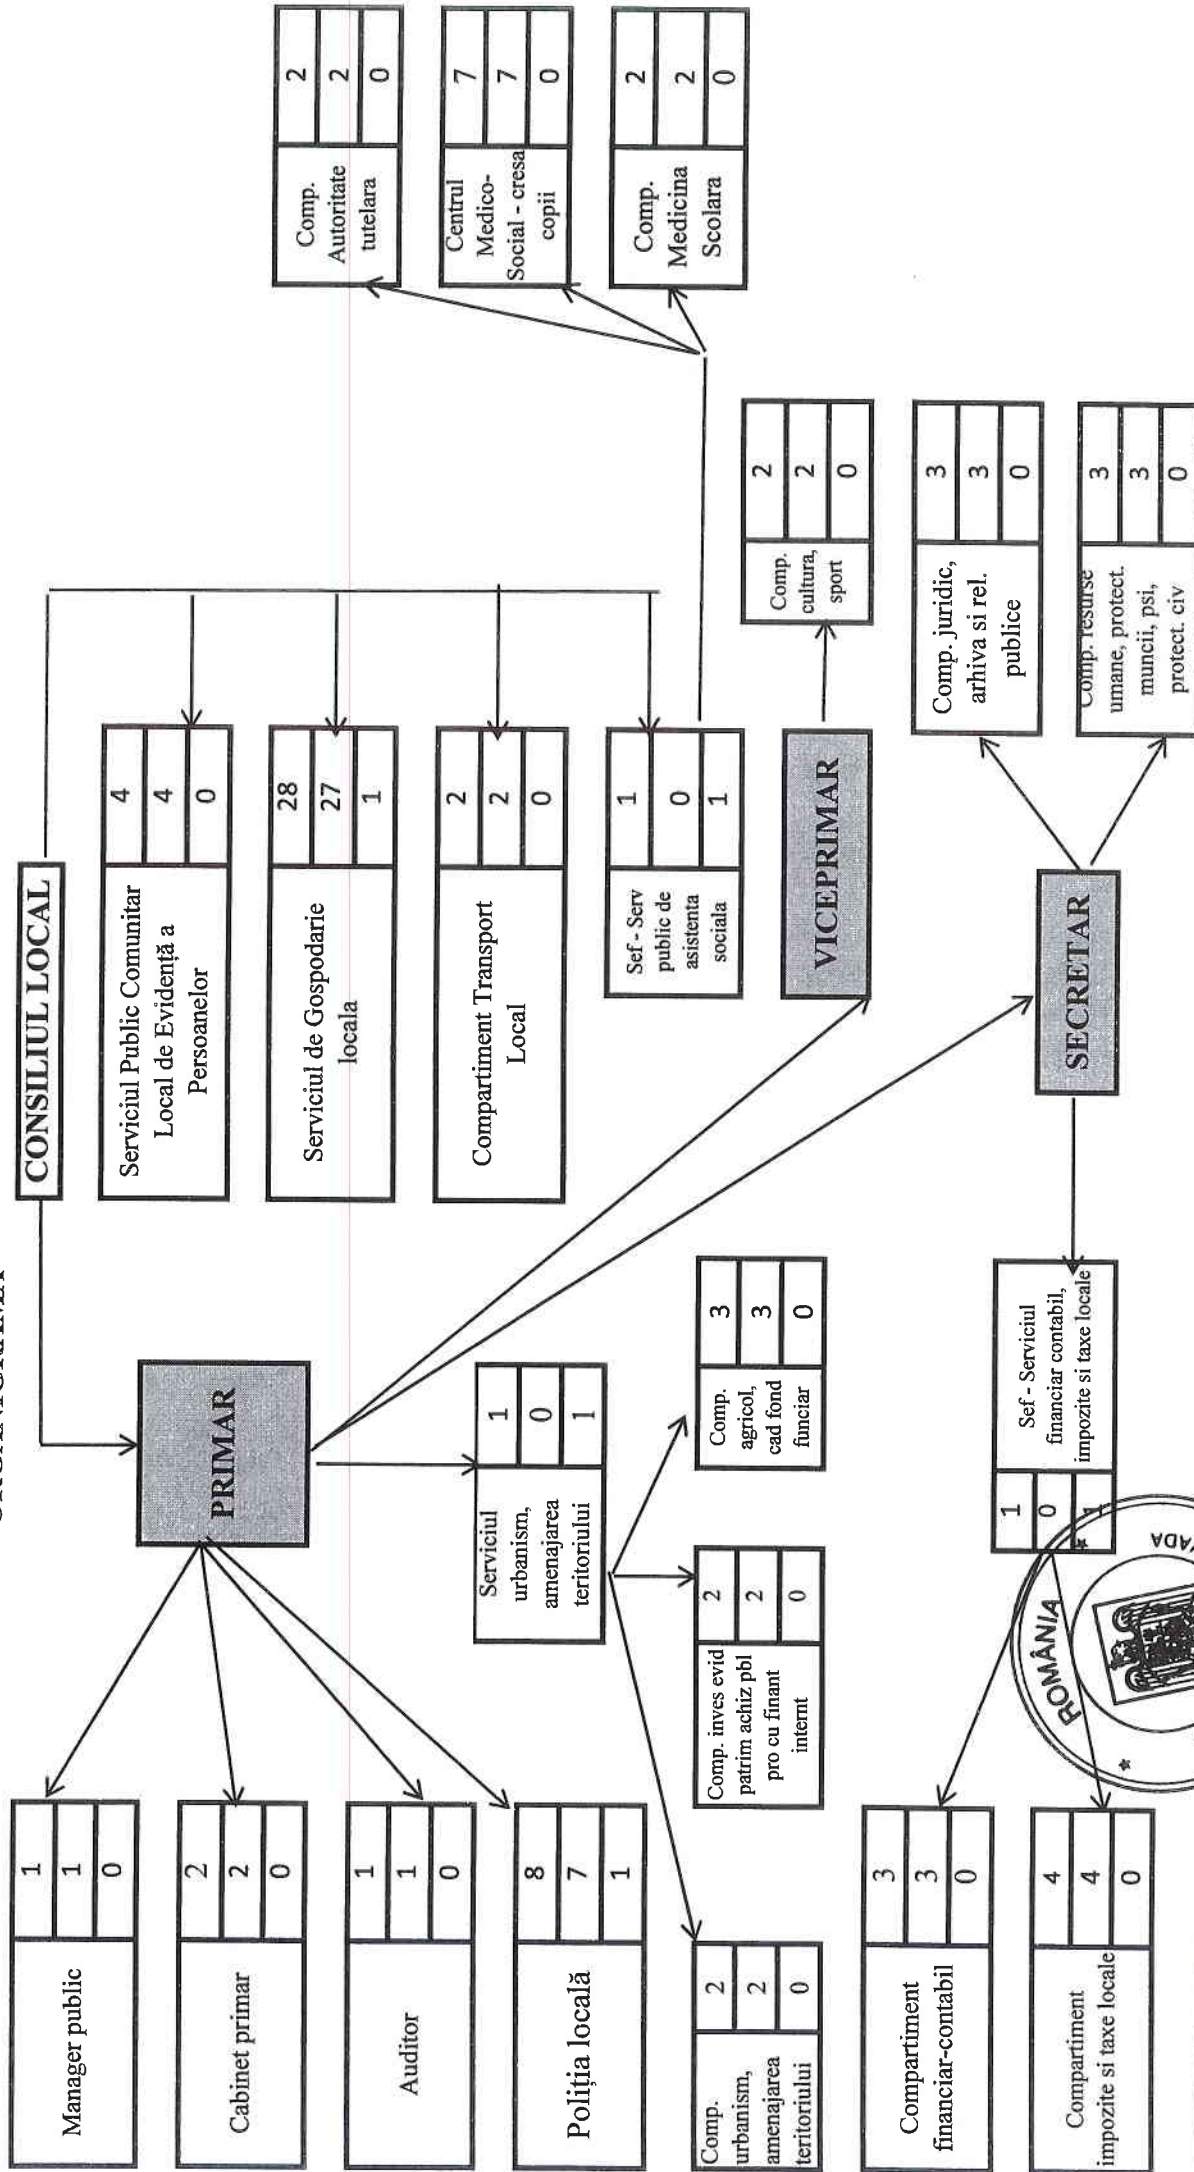 CONSILIUL LOCAL
PRIMAR
Manager public
1
1
0
Cabinet primar
2
2
0
Auditor
1
1
0
Poliția locală
8
7
1
Serviciul Public Comunitar
Local de Evidență a
Persoanelor
4
4
0
Serviciul de Gospodarie
locala
28
27
1
Compartiment Transport
Local
2
2
0
Sef - Serv
public de
asistenta
sociala
1
0
1
Comp.
Autoritate
tutelara
2
2
0
Centrul
Medico-
Social - cresa
copii
7
7
0
Comp.
Medicina
Scolara
2
2
0
Serviciul
urbanism,
amenajarea
teritoriului
1
0
1
Comp.
urbanism,
amenajarea
teritoriului
2
2
0
Comp. inves evid
patrim achiz pbl
pro cu finant
internt
2
2
0
Comp.
agricol,
cad fond
funciar
3
3
0
VICEPRIMAR
Comp.
cultura,
sport
2
2
0
SECRETAR
Comp. juridic,
arhiva si rel.
publice
3
3
0
Comp. resurse
umane, protect.
muncii, psi,
protect. civ
3
3
0
1
0
1
Sef - Serviciul
financiar contabil,
impozite si taxe locale
Compartiment
financiar-contabil
3
3
0
Compartiment
impozite si taxe locale
4
4
0
ROMÂNIA